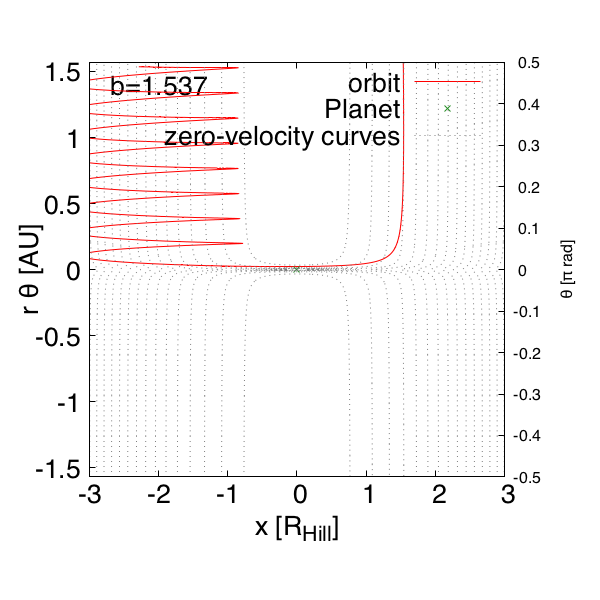 b=1.537
orbit
Planet
zero-velocity curves
1.5
1
0.5
0
-0.5
-1
-1.5
r θ [AU]
0.5
0.4
0.3
0.2
0.1
0
-0.1
-0.2
-0.3
-0.4
-0.5
θ [π rad]
-3 -2 -1 0 1 2 3
x [R_Hill]